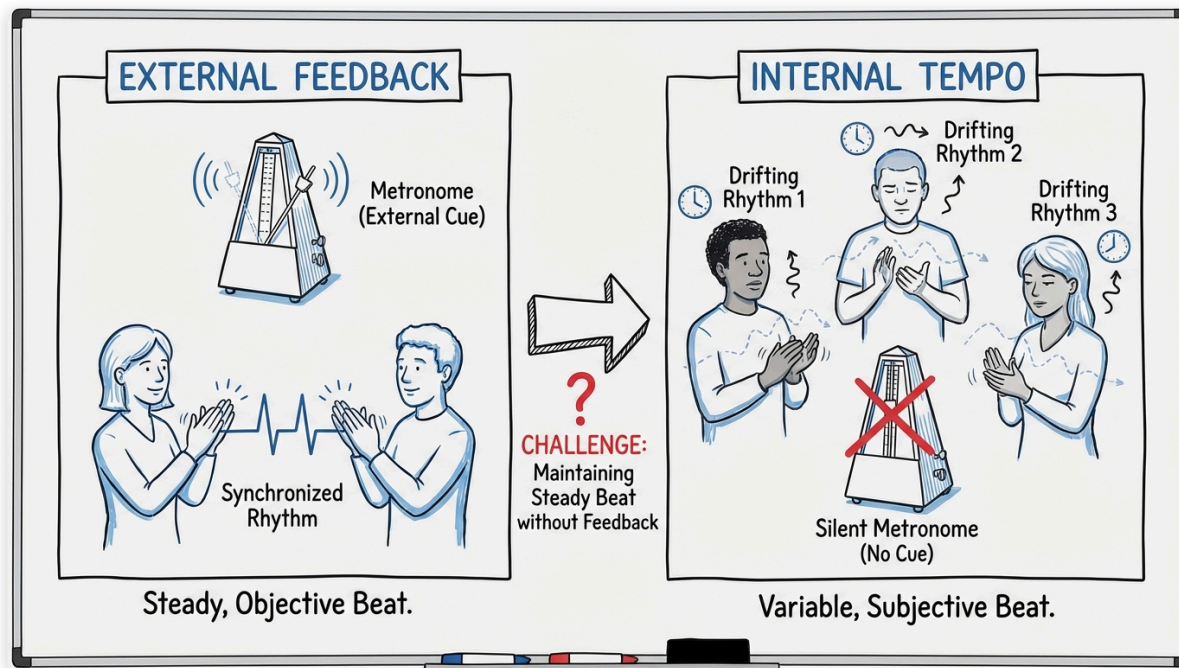 EXTERNAL FEEDBACK
Metronome
(External Cue)
Synchronized
Rhythm
Steady, Objective Beat.
?
CHALLENGE:
Maintaining
Steady Beat
without Feedback
INTERNAL TEMPO
Drifting
Rhythm 1
Drifting
Rhythm 2
Drifting
Rhythm 3
Silent Metronome
(No Cue)
Variable, Subjective Beat.